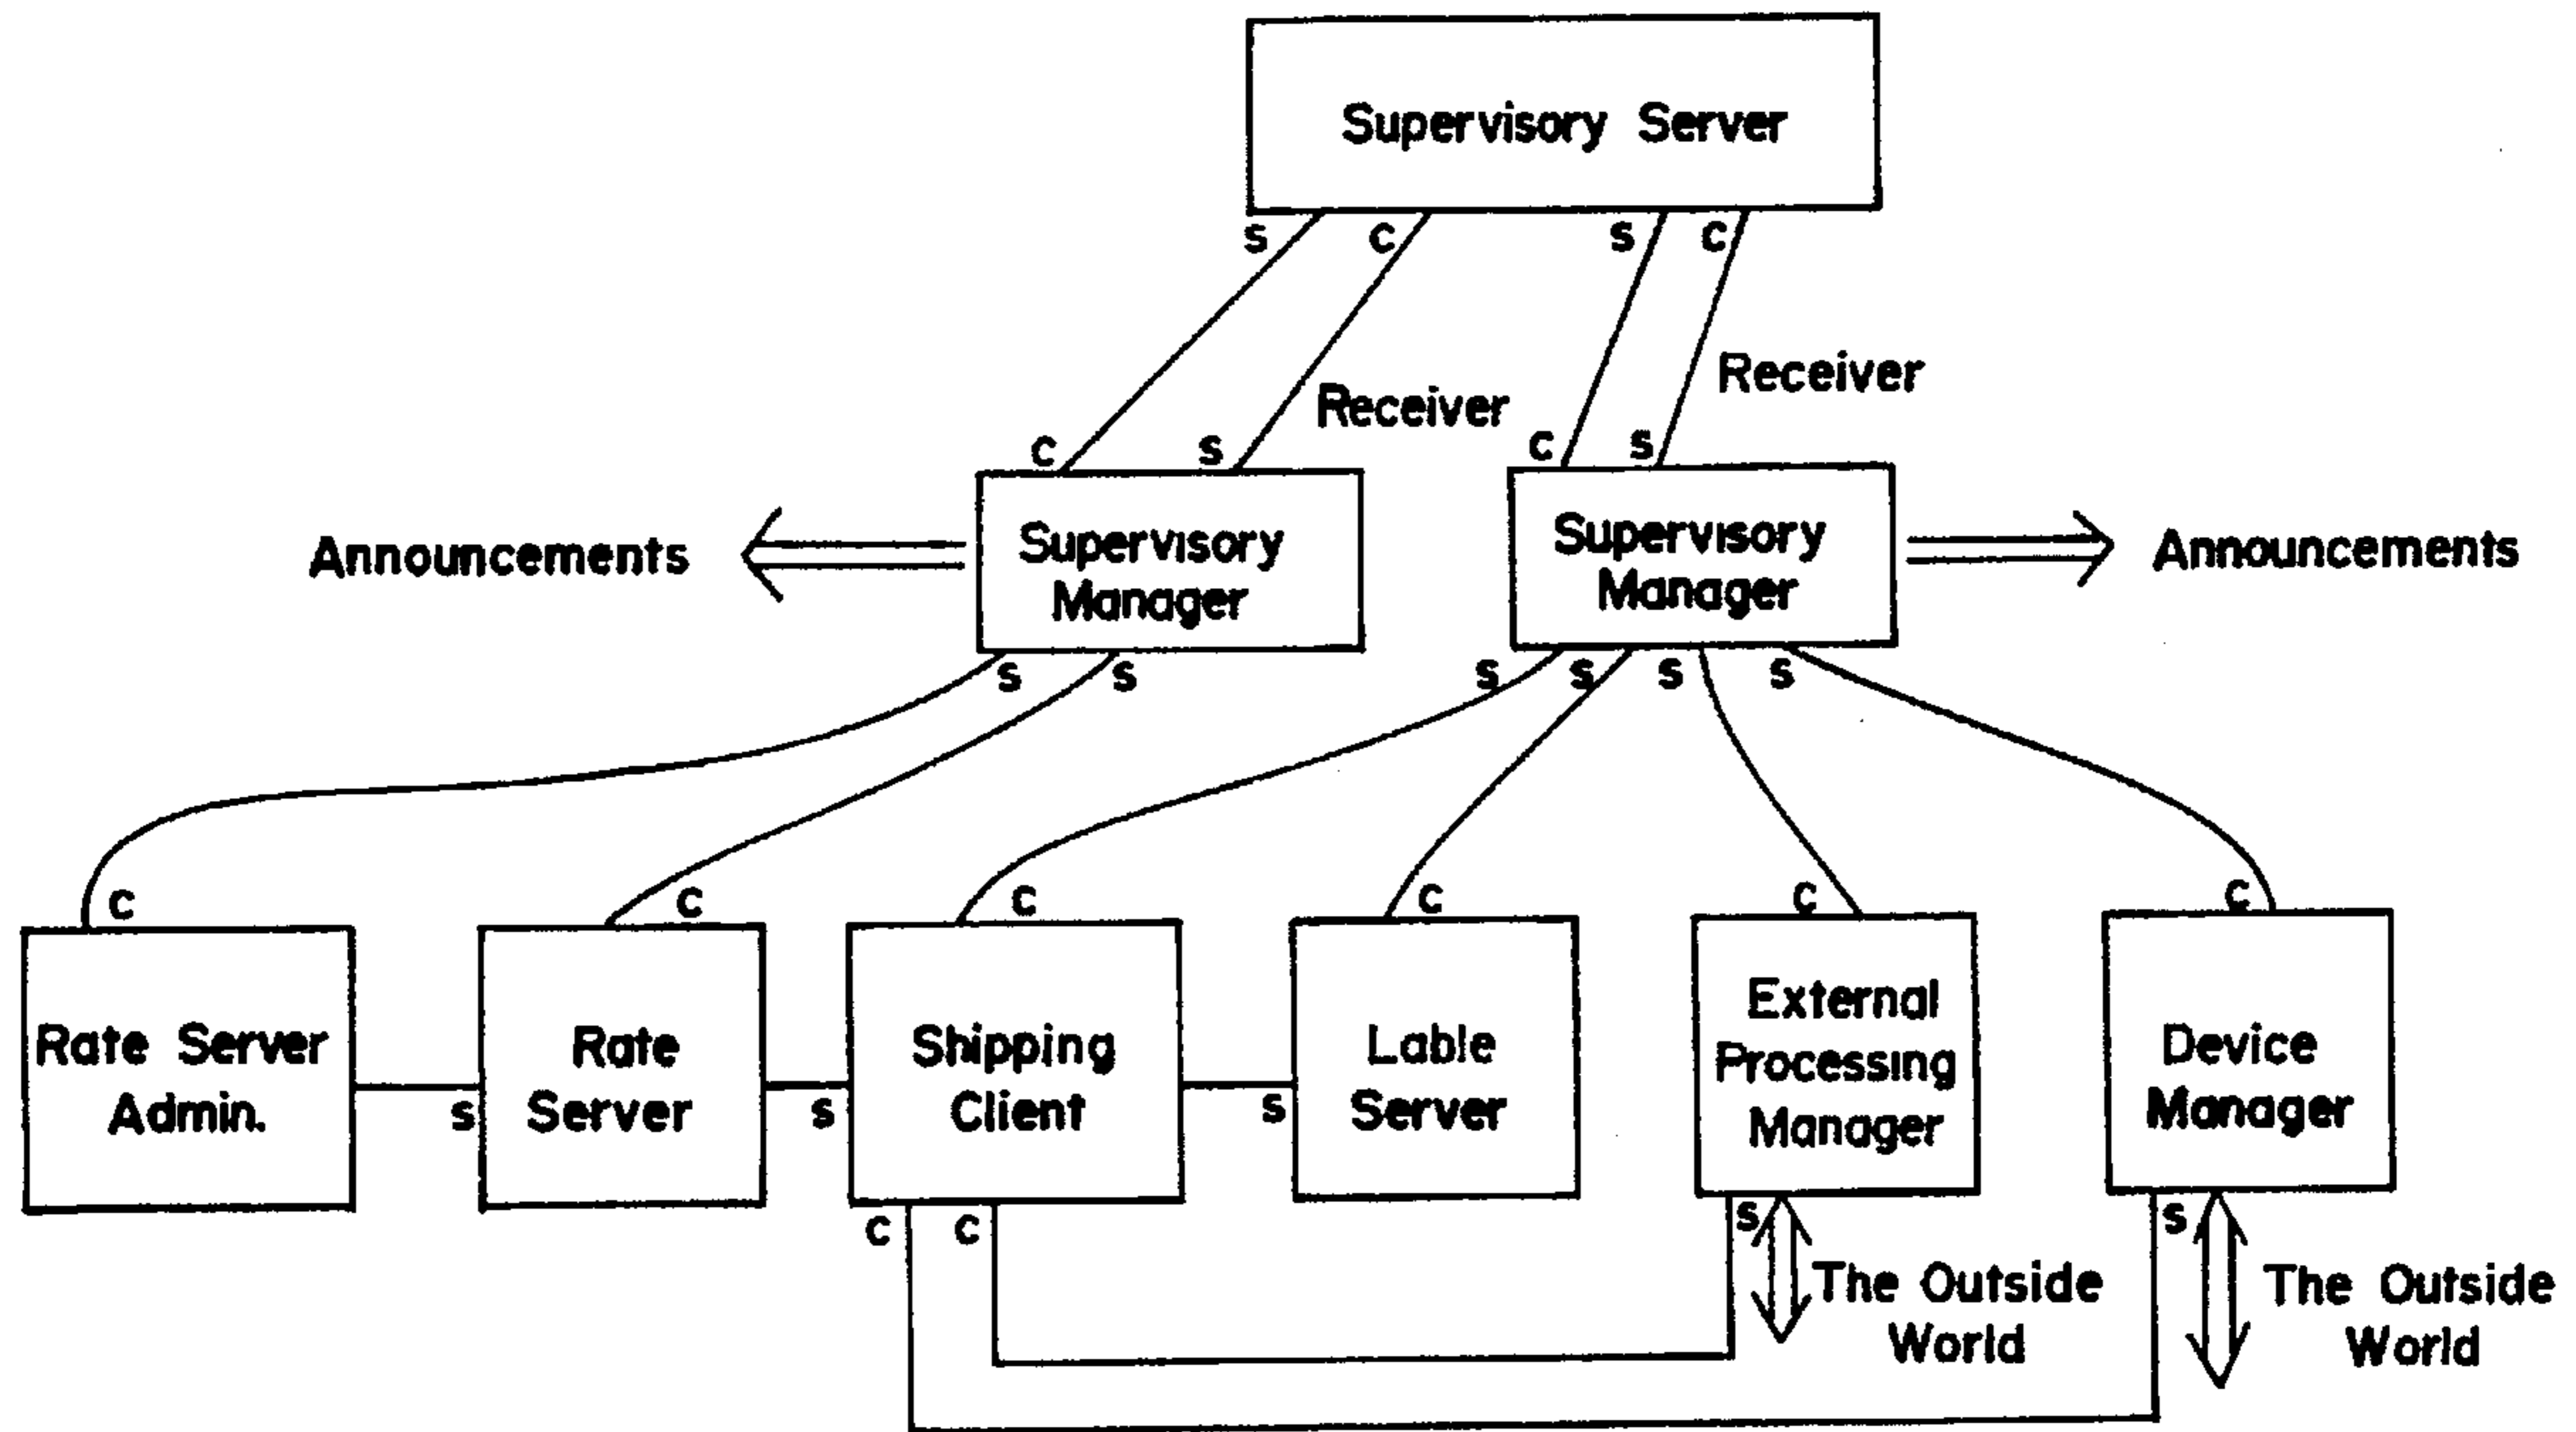 Supervisory Server
s c s c
Receiver
Receiver
c s c s
Announcements
Supervisory
Manager
Supervisory
Manager
Announcements
s s s s s s
c c c c c c
Rate Server
Admin.
Rate
Server
Shipping
Client
Lable
Server
External
Processing
Manager
Device
Manager
s s s
c c s s
The Outside
World
The Outside
World